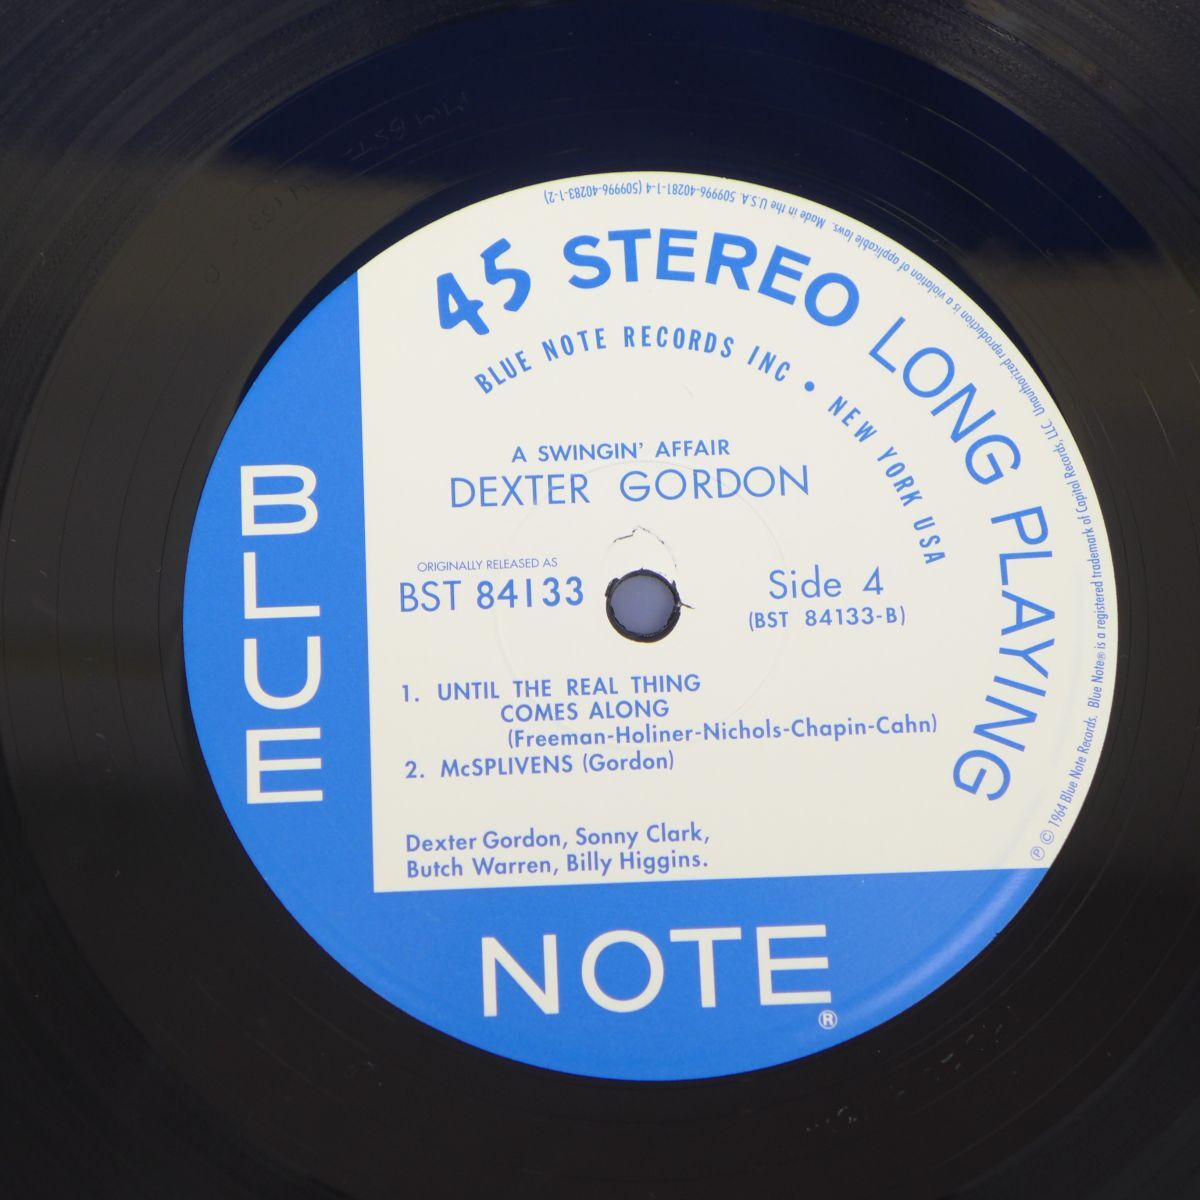 45 STEREO LONG PLAYING
BLUE NOTE RECORDS INC • NEW YORK USA
A SWINGIN' AFFAIR
DEXTER GORDON
ORIGINALLY RELEASED AS
BST 84133
Side 4
(BST 84133-B)
1. UNTIL THE REAL THING
COMES ALONG
(Freeman-Holiner-Nichols-Chapin-Cahn)
2. McSPLIVENS (Gordon)
Dexter Gordon, Sonny Clark,
Butch Warren, Billy Higgins.
BLUE
NOTE®
℗ © 1964 Blue Note Records. Blue Note® is a registered trademark of Capitol Records, LLC. Unauthorized reproduction is a violation of applicable laws. Made in the U.S.A. 509996-40281-1-4 (509996-40283-1-2)